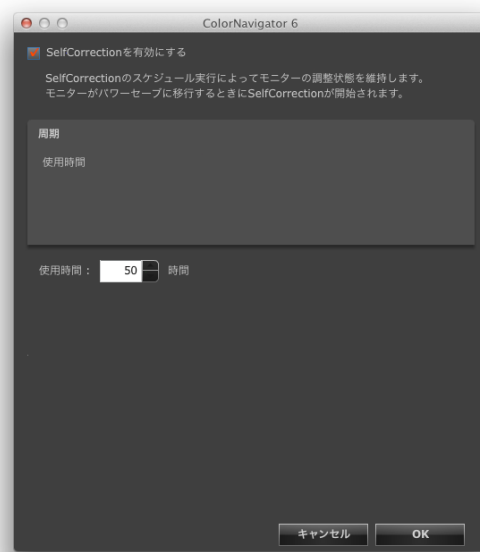 ColorNavigator 6
SelfCorrectionを有効にする
SelfCorrectionのスケジュール実行によってモニターの調整状態を維持します。
モニターがパワーセーブに移行するときにSelfCorrectionが開始されます。
周期
使用時間
使用時間： 50 時間
キャンセル OK